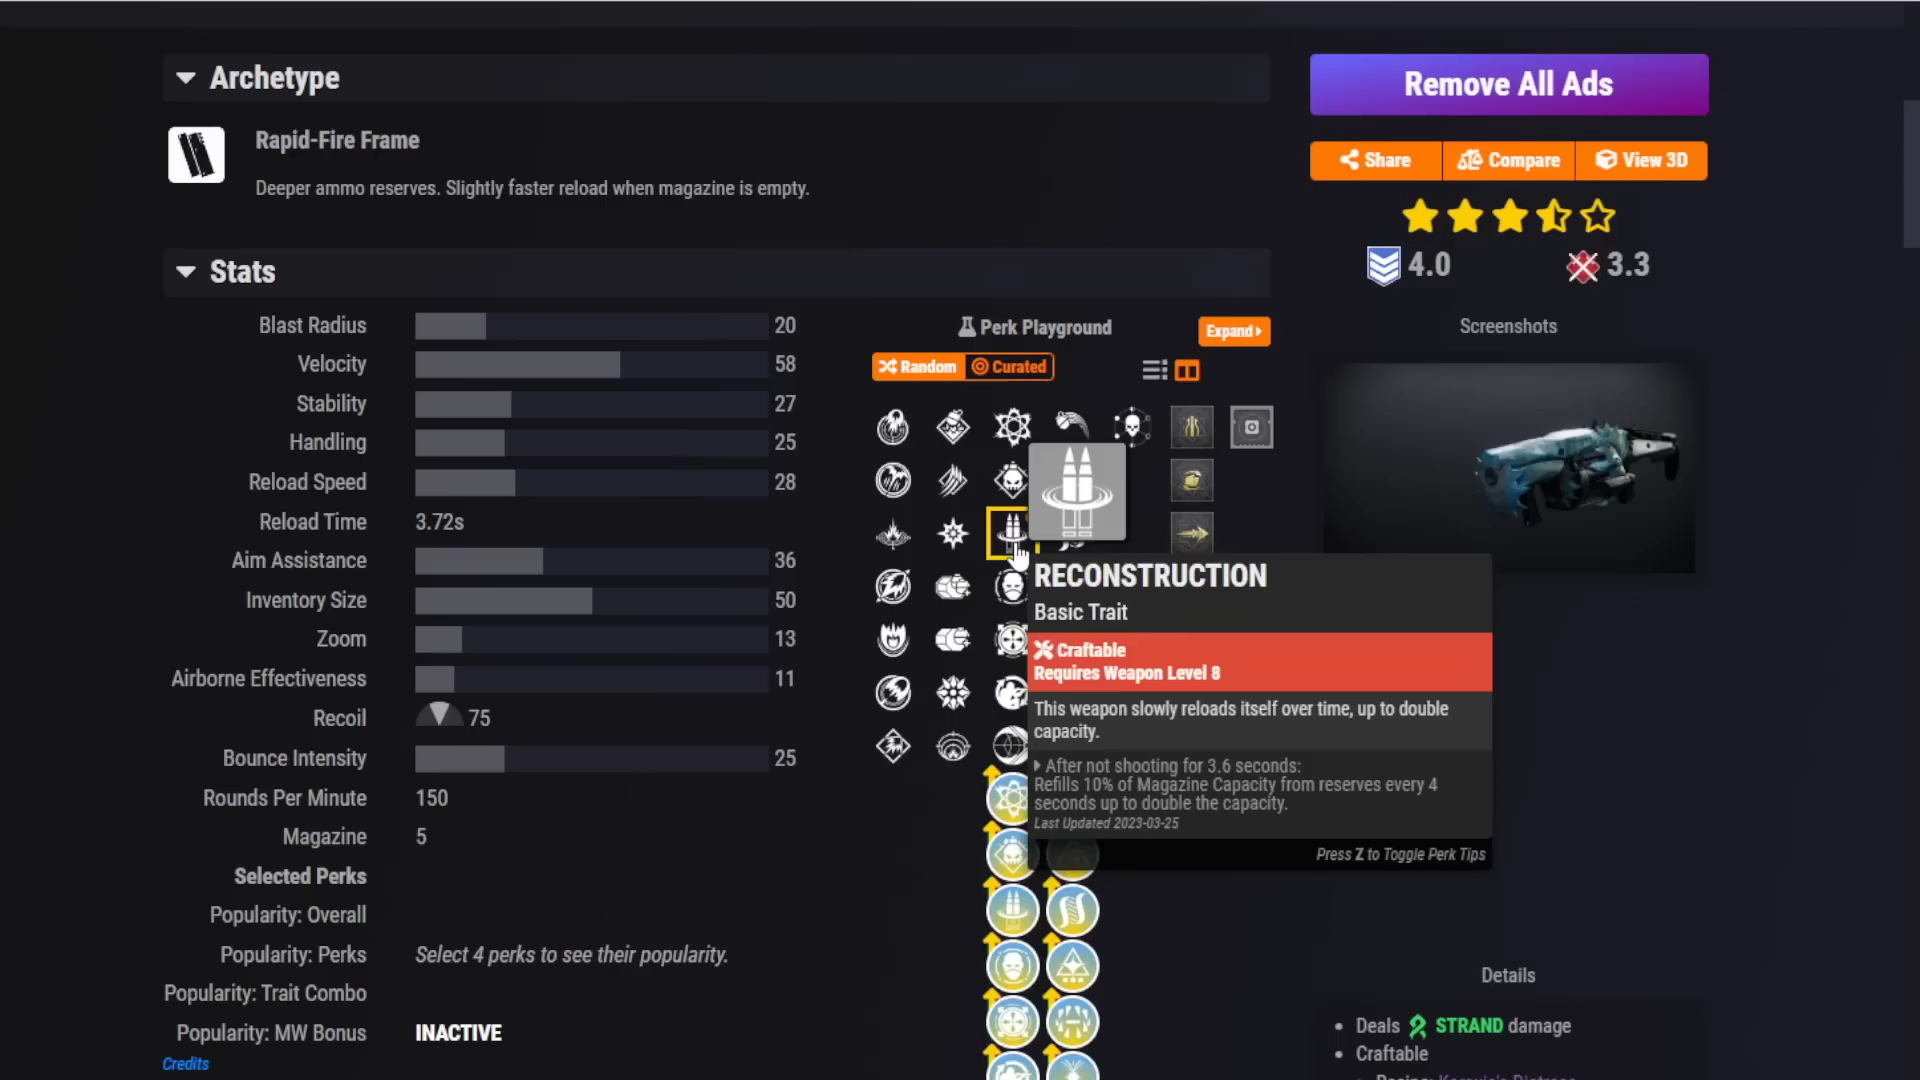 Archetype
Rapid-Fire Frame
Deeper ammo reserves. Slightly faster reload when magazine is empty.
Stats
Blast Radius 20
Velocity 58
Stability 27
Handling 25
Reload Speed 28
Reload Time 3.72s
Aim Assistance 36
Inventory Size 50
Zoom 13
Airborne Effectiveness 11
Recoil 75
Bounce Intensity 25
Rounds Per Minute 150
Magazine 5
Selected Perks
Popularity: Overall
Popularity: Perks Select 4 perks to see their popularity.
Popularity: Trait Combo
Popularity: MW Bonus INACTIVE
Credits
Perk Playground
Expand
Random Curated
RECONSTRUCTION
Basic Trait
Craftable
Requires Weapon Level 8
This weapon slowly reloads itself over time, up to double
capacity.
After not shooting for 3.6 seconds:
Refills 10% of Magazine Capacity from reserves every 4
seconds up to double the capacity.
Last Updated 2023-03-25
Press Z to Toggle Perk Tips
Remove All Ads
Share Compare View 3D
4.0 3.3
Screenshots
Details
Deals STRAND damage
Craftable